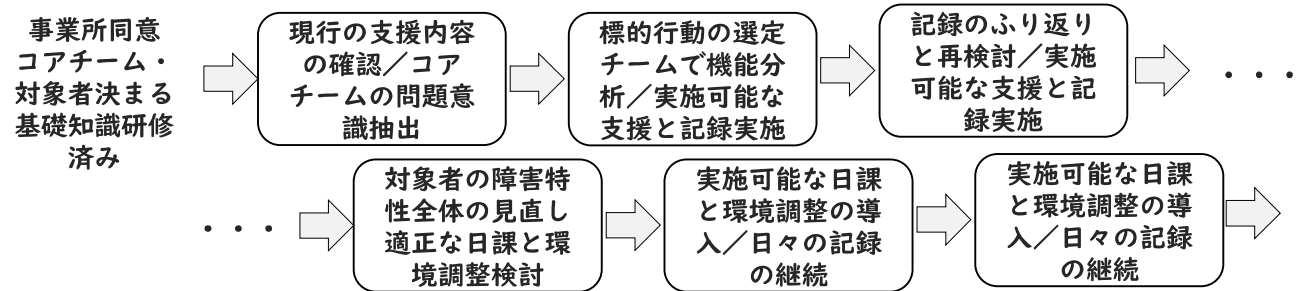 事業所同意
コアチーム・
対象者決まる
基礎知識研修
済み
現行の支援内容
の確認／コア
チームの問題意
識抽出
標的行動の選定
チームで機能分
析／実施可能な
支援と記録実施
記録のふり返り
と再検討／実施
可能な支援と記
録実施
・・・
・・・
対象者の障害特
性全体の見直し
適正な日課と環
境調整検討
実施可能な日課
と環境調整の導
入／日々の記録
の継続
実施可能な日課
と環境調整の導
入／日々の記録
の継続